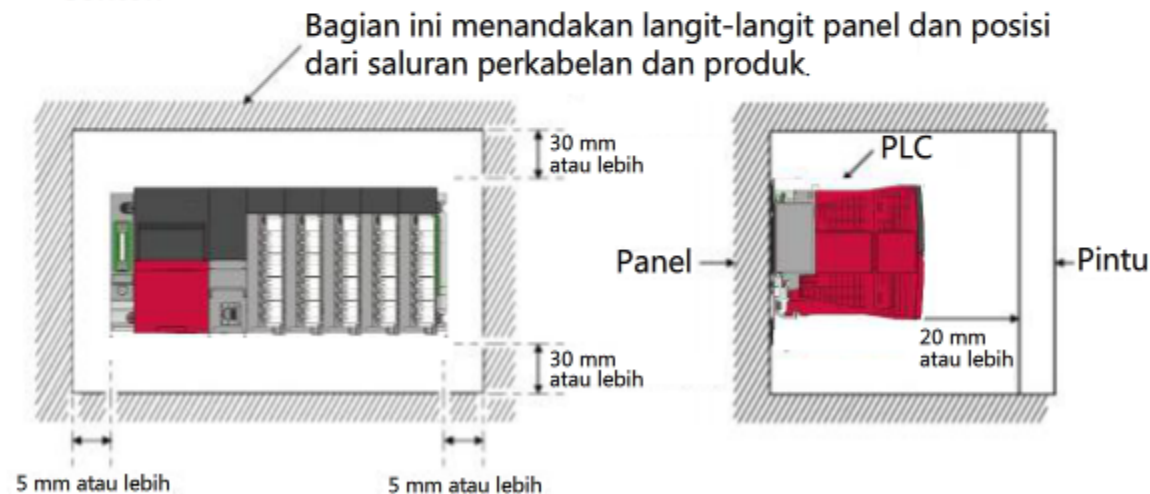 Bagian ini menandakan langit-langit panel dan posisi
dari saluran perkabelan dan produk.
30 mm
atau lebih
PLC
Panel
Pintu
20 mm
atau lebih
30 mm
atau lebih
5 mm atau lebih
5 mm atau lebih